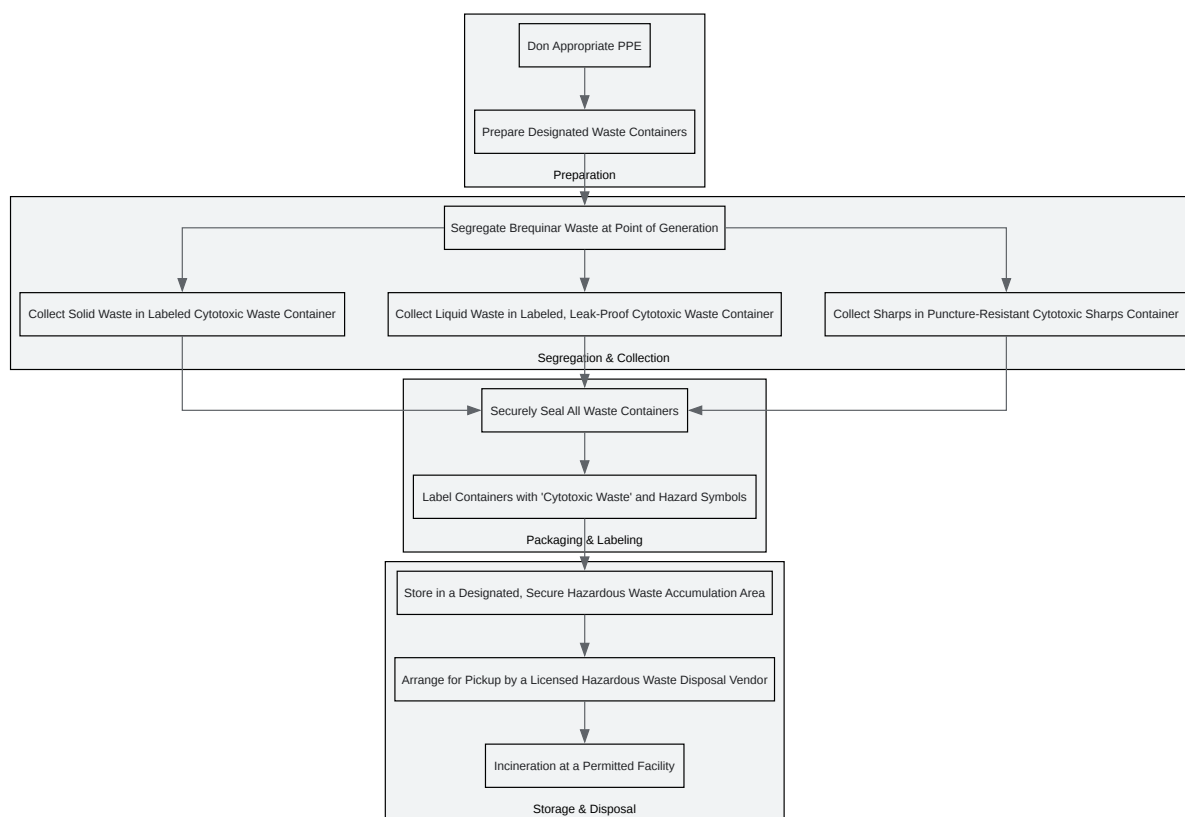 Don Appropriate PPE
Prepare Designated Waste Containers
Preparation
Segregate Brequinar Waste at Point of Generation
Collect Solid Waste in Labeled Cytotoxic Waste Container
Collect Liquid Waste in Labeled, Leak-Proof Cytotoxic Waste Container
Collect Sharps in Puncture-Resistant Cytotoxic Sharps Container
Segregation & Collection
Securely Seal All Waste Containers
Label Containers with 'Cytotoxic Waste' and Hazard Symbols
Packaging & Labeling
Store in a Designated, Secure Hazardous Waste Accumulation Area
Arrange for Pickup by a Licensed Hazardous Waste Disposal Vendor
Incineration at a Permitted Facility
Storage & Disposal